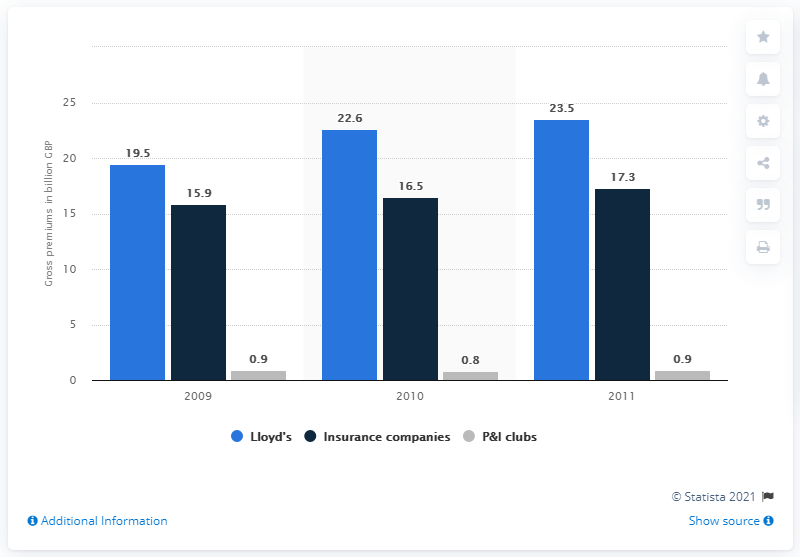 Gross premiums in billion GBP
25
20
15
10
5
0
19.5
15.9
0.9
22.6
16.5
0.8
23.5
17.3
0.9
2009
2010
2011
Lloyd's
Insurance companies
P&I clubs
© Statista 2021
Additional Information
Show source